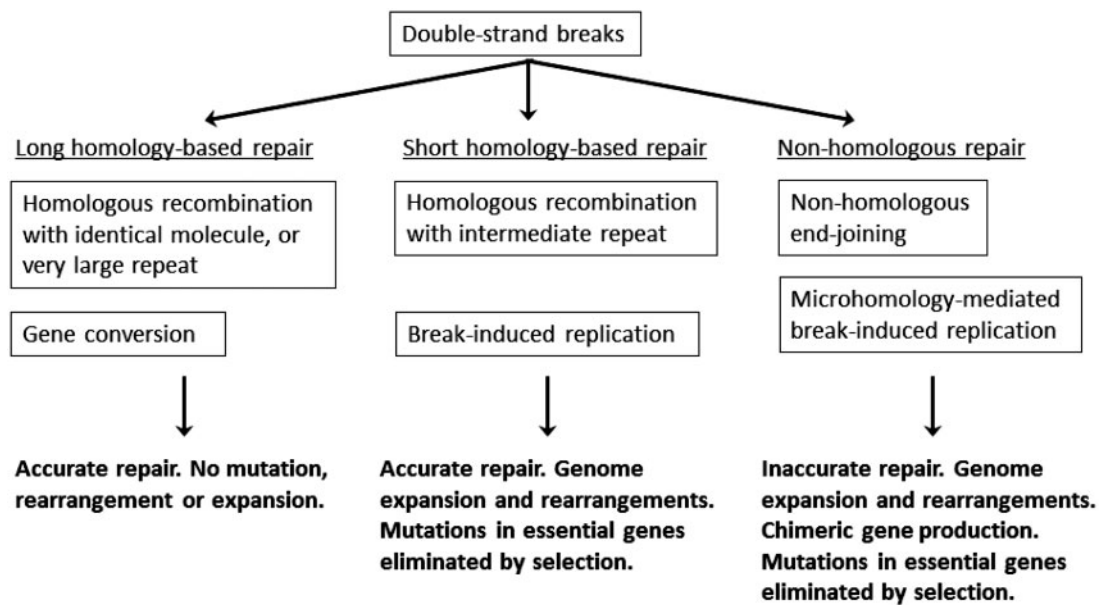 Double-strand breaks
Long homology-based repair
Homologous recombination
with identical molecule, or
very large repeat
Gene conversion
Accurate repair. No mutation,
rearrangement or expansion.
Short homology-based repair
Homologous recombination
with intermediate repeat
Break-induced replication
Accurate repair. Genome
expansion and rearrangements.
Mutations in essential genes
eliminated by selection.
Non-homologous repair
Non-homologous
end-joining
Microhomology-mediated
break-induced replication
Inaccurate repair. Genome
expansion and rearrangements.
Chimeric gene production.
Mutations in essential genes
eliminated by selection.